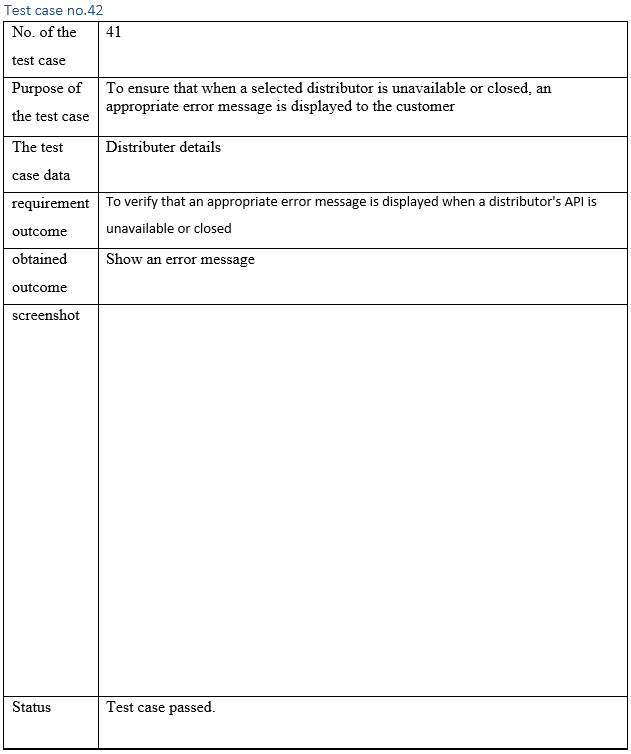 Test case no.42
No. of the 41
test case
Purpose of To ensure that when a selected distributor is unavailable or closed, an
the test case appropriate error message is displayed to the customer
The test Distributer details
case data
requirement To verify that an appropriate error message is displayed when a distributor's API is
outcome unavailable or closed
obtained Show an error message
outcome
screenshot
Status Test case passed.